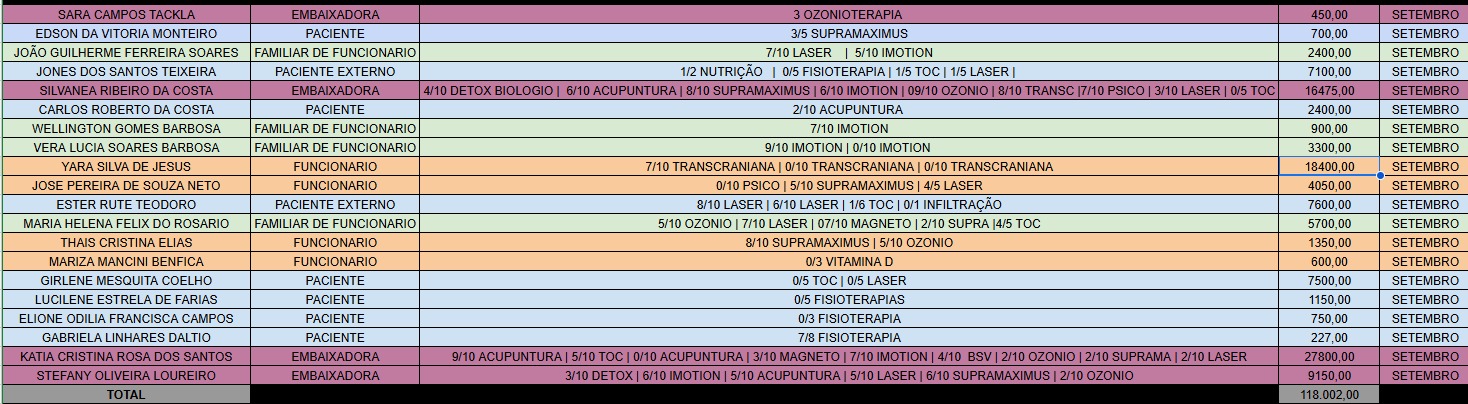 SARA CAMPOS TACKLA EMBAIXADORA 3 OZONIOTERAPIA 450,00 SETEMBRO
EDSON DA VITORIA MONTEIRO PACIENTE 3/5 SUPRAMAXIMUS 700,00 SETEMBRO
JOÃO GUILHERME FERREIRA SOARES FAMILIAR DE FUNCIONARIO 7/10 LASER | 5/10 IMOTION 2400,00 SETEMBRO
JONES DOS SANTOS TEIXEIRA PACIENTE EXTERNO 1/2 NUTRIÇÃO | 0/5 FISIOTERAPIA | 1/5 TOC | 1/5 LASER | 7100,00 SETEMBRO
SILVANEA RIBEIRO DA COSTA EMBAIXADORA 4/10 DETOX BIOLOGIO | 6/10 ACUPUNTURA | 8/10 SUPRAMAXIMUS | 6/10 IMOTION | 09/10 OZONIO | 8/10 TRANSC |7/10 PSICO | 3/10 LASER | 0/5 TOC 16475,00 SETEMBRO
CARLOS ROBERTO DA COSTA PACIENTE 2/10 ACUPUNTURA 2400,00 SETEMBRO
WELLINGTON GOMES BARBOSA FAMILIAR DE FUNCIONARIO 7/10 IMOTION 900,00 SETEMBRO
VERA LUCIA SOARES BARBOSA FAMILIAR DE FUNCIONARIO 9/10 IMOTION | 0/10 IMOTION 3300,00 SETEMBRO
YARA SILVA DE JESUS FUNCIONARIO 7/10 TRANSCRANIANA | 0/10 TRANSCRANIANA | 0/10 TRANSCRANIANA 18400,00 SETEMBRO
JOSE PEREIRA DE SOUZA NETO FUNCIONARIO 0/10 PSICO | 5/10 SUPRAMAXIMUS | 4/5 LASER 4050,00 SETEMBRO
ESTER RUTE TEODORO PACIENTE EXTERNO 8/10 LASER | 6/10 LASER | 1/6 TOC | 0/1 INFILTRAÇÃO 7600,00 SETEMBRO
MARIA HELENA FELIX DO ROSARIO FAMILIAR DE FUNCIONARIO 5/10 OZONIO | 7/10 LASER | 07/10 MAGNETO | 2/10 SUPRA |4/5 TOC 5700,00 SETEMBRO
THAIS CRISTINA ELIAS FUNCIONARIO 8/10 SUPRAMAXIMUS | 5/10 OZONIO 1350,00 SETEMBRO
MARIZA MANCINI BENFICA FUNCIONARIO 0/3 VITAMINA D 600,00 SETEMBRO
GIRLENE MESQUITA COELHO PACIENTE 0/5 TOC | 0/5 LASER 7500,00 SETEMBRO
LUCILENE ESTRELA DE FARIAS PACIENTE 0/5 FISIOTERAPIAS 1150,00 SETEMBRO
ELIONE ODILIA FRANCISCA CAMPOS PACIENTE 0/3 FISIOTERAPIA 750,00 SETEMBRO
GABRIELA LINHARES DALTIO PACIENTE 7/8 FISIOTERAPIA 227,00 SETEMBRO
KATIA CRISTINA ROSA DOS SANTOS EMBAIXADORA 9/10 ACUPUNTURA | 5/10 TOC | 0/10 ACUPUNTURA | 3/10 MAGNETO | 7/10 IMOTION | 4/10 BSV | 2/10 OZONIO | 2/10 SUPRAMA | 2/10 LASER 27800,00 SETEMBRO
STEFANY OLIVEIRA LOUREIRO EMBAIXADORA 3/10 DETOX | 6/10 IMOTION | 5/10 ACUPUNTURA | 5/10 LASER | 6/10 SUPRAMAXIMUS | 2/10 OZONIO 9150,00 SETEMBRO
TOTAL 118.002,00